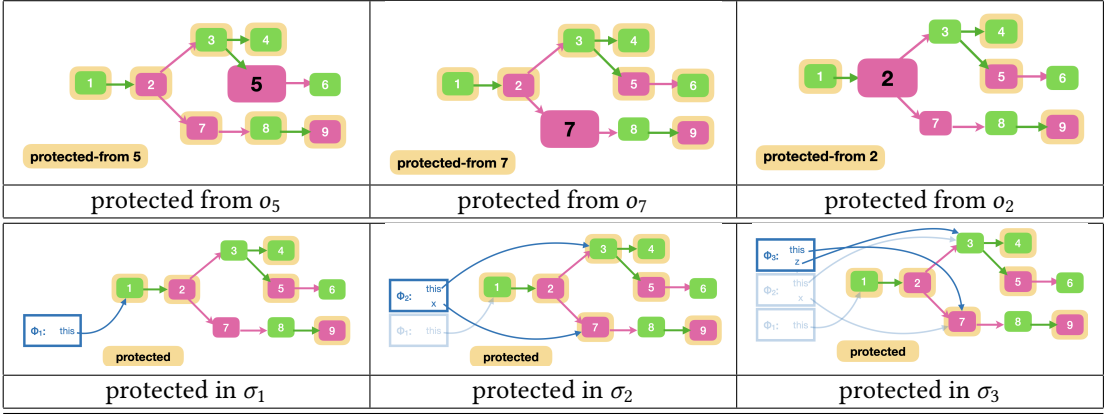 1 2 3 4 5 6 7 8 9
protected-from 5
1 2 3 4 5 6 7 8 9
protected-from 7
1 2 3 4 5 6 7 8 9
protected-from 2
protected from o₅
protected from o₇
protected from o₂
1 2 3 4 5 6 7 8 9
Φ₁: this
protected
1 2 3 4 5 6 7 8 9
Φ₂: this
x
Φ₁: this
protected
1 2 3 4 5 6 7 8 9
Φ₃: this
z
Φ₂: this
x
Φ₁: this
protected
protected in σ₁
protected in σ₂
protected in σ₃